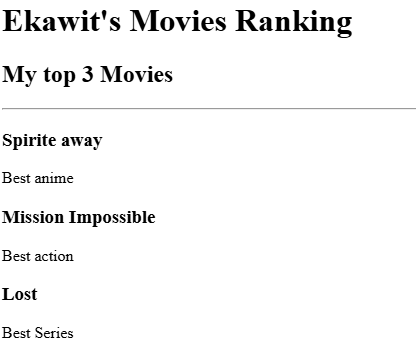 Ekawit's Movies Ranking
My top 3 Movies
Spirite away
Best anime
Mission Impossible
Best action
Lost
Best Series